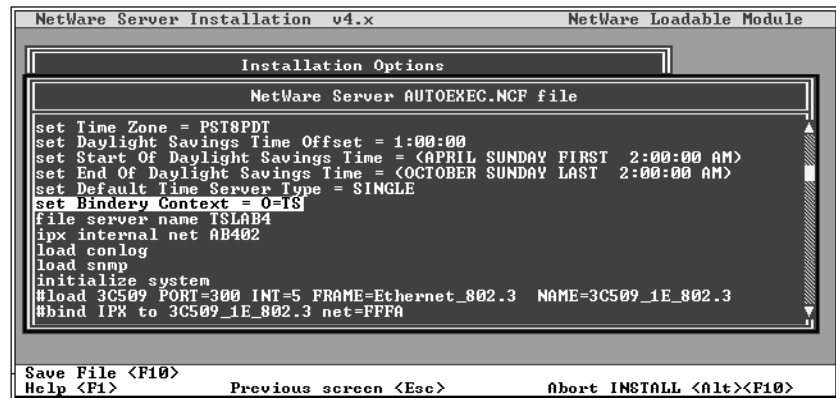 NetWare Server Installation v4.x NetWare Loadable Module
Installation Options
NetWare Server AUTOEXEC.NCF file
set Time Zone = PST8PDT
set Daylight Savings Time Offset = 1:00:00
set Start Of Daylight Savings Time = (APRIL SUNDAY FIRST 2:00:00 AM)
set End Of Daylight Savings Time = (OCTOBER SUNDAY LAST 2:00:00 AM)
set Default Time Server Type = SINGLE
set Bindery Context = O=TS
file server name TSLAB4
ipx internal net AB402
load conlog
load snmp
initialize system
#load 3C509 PORT=300 INT=5 FRAME=Ethernet_802.3 NAME=3C509_1E_802.3
#bind IPX to 3C509_1E_802.3 net=FFFA
Save File <F10>
Help <F1> Previous screen <Esc> Abort INSTALL <Alt><F10>